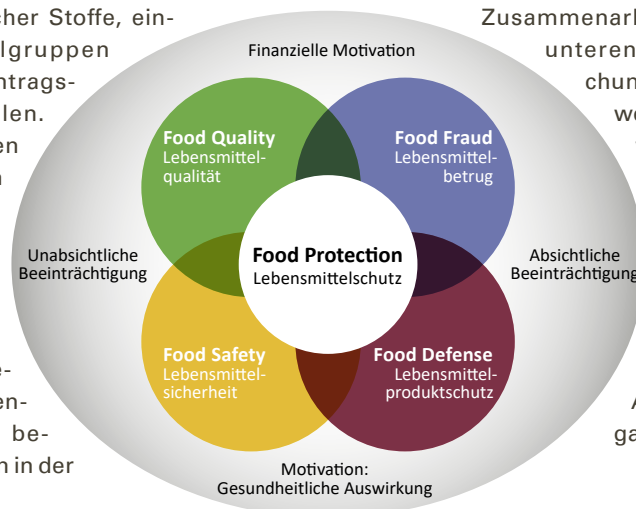 cher Stoffe, ein-
lgruppen
ntrags-
len.
en
e-
en-
be-
n in der
Finanzielle Motivation
Food Quality
Lebensmittel-
qualität
Food Fraud
Lebensmittel-
betrug
Unabsichtliche
Beeinträchtigung
Food Protection
Lebensmittelschutz
Absichtliche
Beeinträchtigung
Food Safety
Lebensmittel-
sicherheit
Food Defense
Lebensmittel-
produktschutz
Motivation:
Gesundheitliche Auswirkung
Zusammenar
unteren
chun
we
A
ga